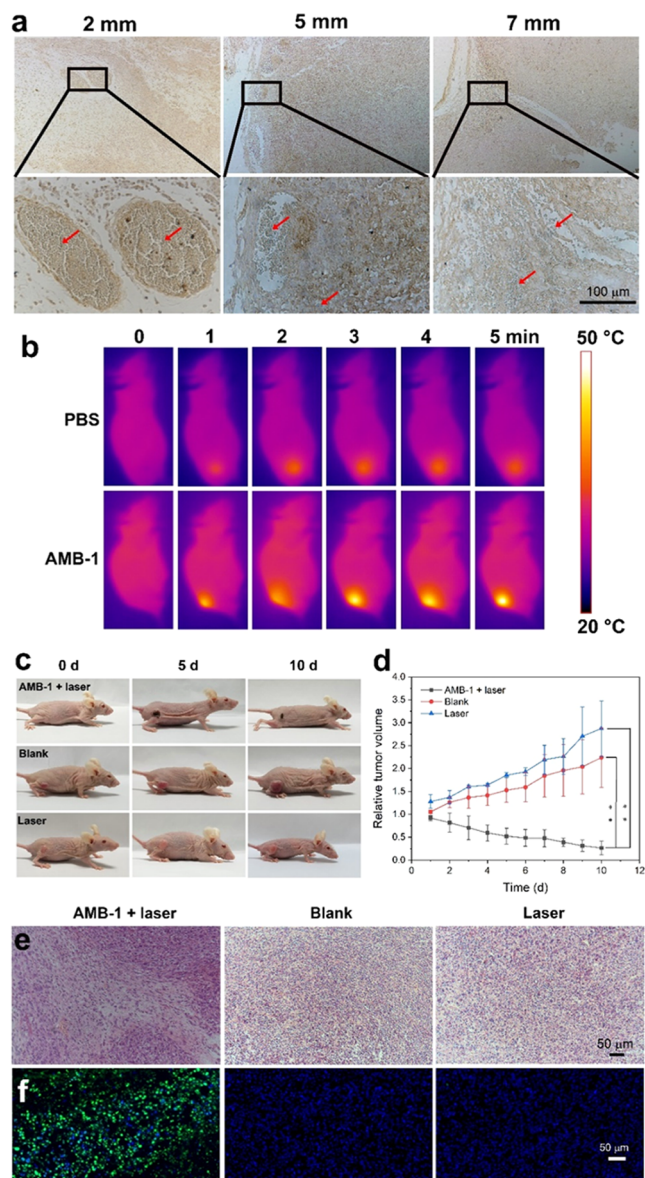 a
2 mm 5 mm 7 mm
100 μm
b
0 1 2 3 4 5 min
50 °C
PBS
AMB-1
20 °C
c
0 d 5 d 10 d
AMB-1 + laser
Blank
Laser
d
AMB-1 + laser
Blank
Laser
Relative tumor volume
4.0
3.5
3.0
2.5
2.0
1.5
1.0
0.5
0.0
2 4 6 8 10
Time (d)
* *
* *
AMB-1 + laser Blank Laser
e
50 μm
f
50 μm